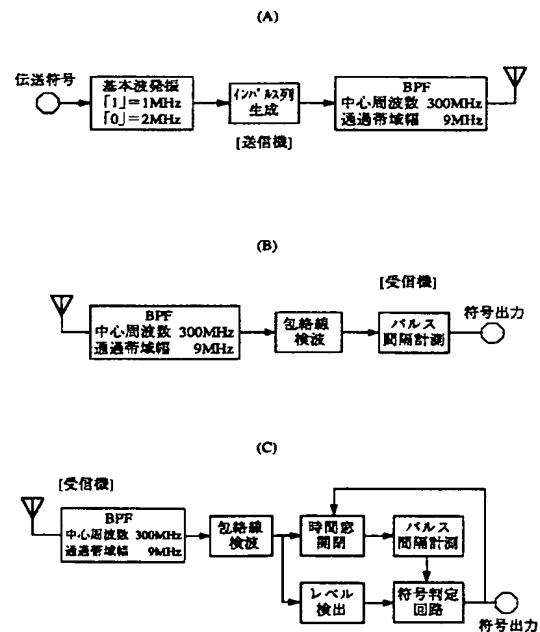 (A)
伝送符号
基本波発振
「1」=1MHz
「0」=2MHz
インパルス列
生成
BPF
中心周波数 300MHz
通過帯域幅 9MHz
[送信機]
(B)
[受信機]
BPF
中心周波数 300MHz
通過帯域幅 9MHz
包絡線
検波
パルス
間隔計測
符号出力
(C)
[受信機]
BPF
中心周波数 300MHz
通過帯域幅 9MHz
包絡線
検波
時間窓
開閉
パルス
間隔計測
レベル
検出
符号判定
回路
符号出力